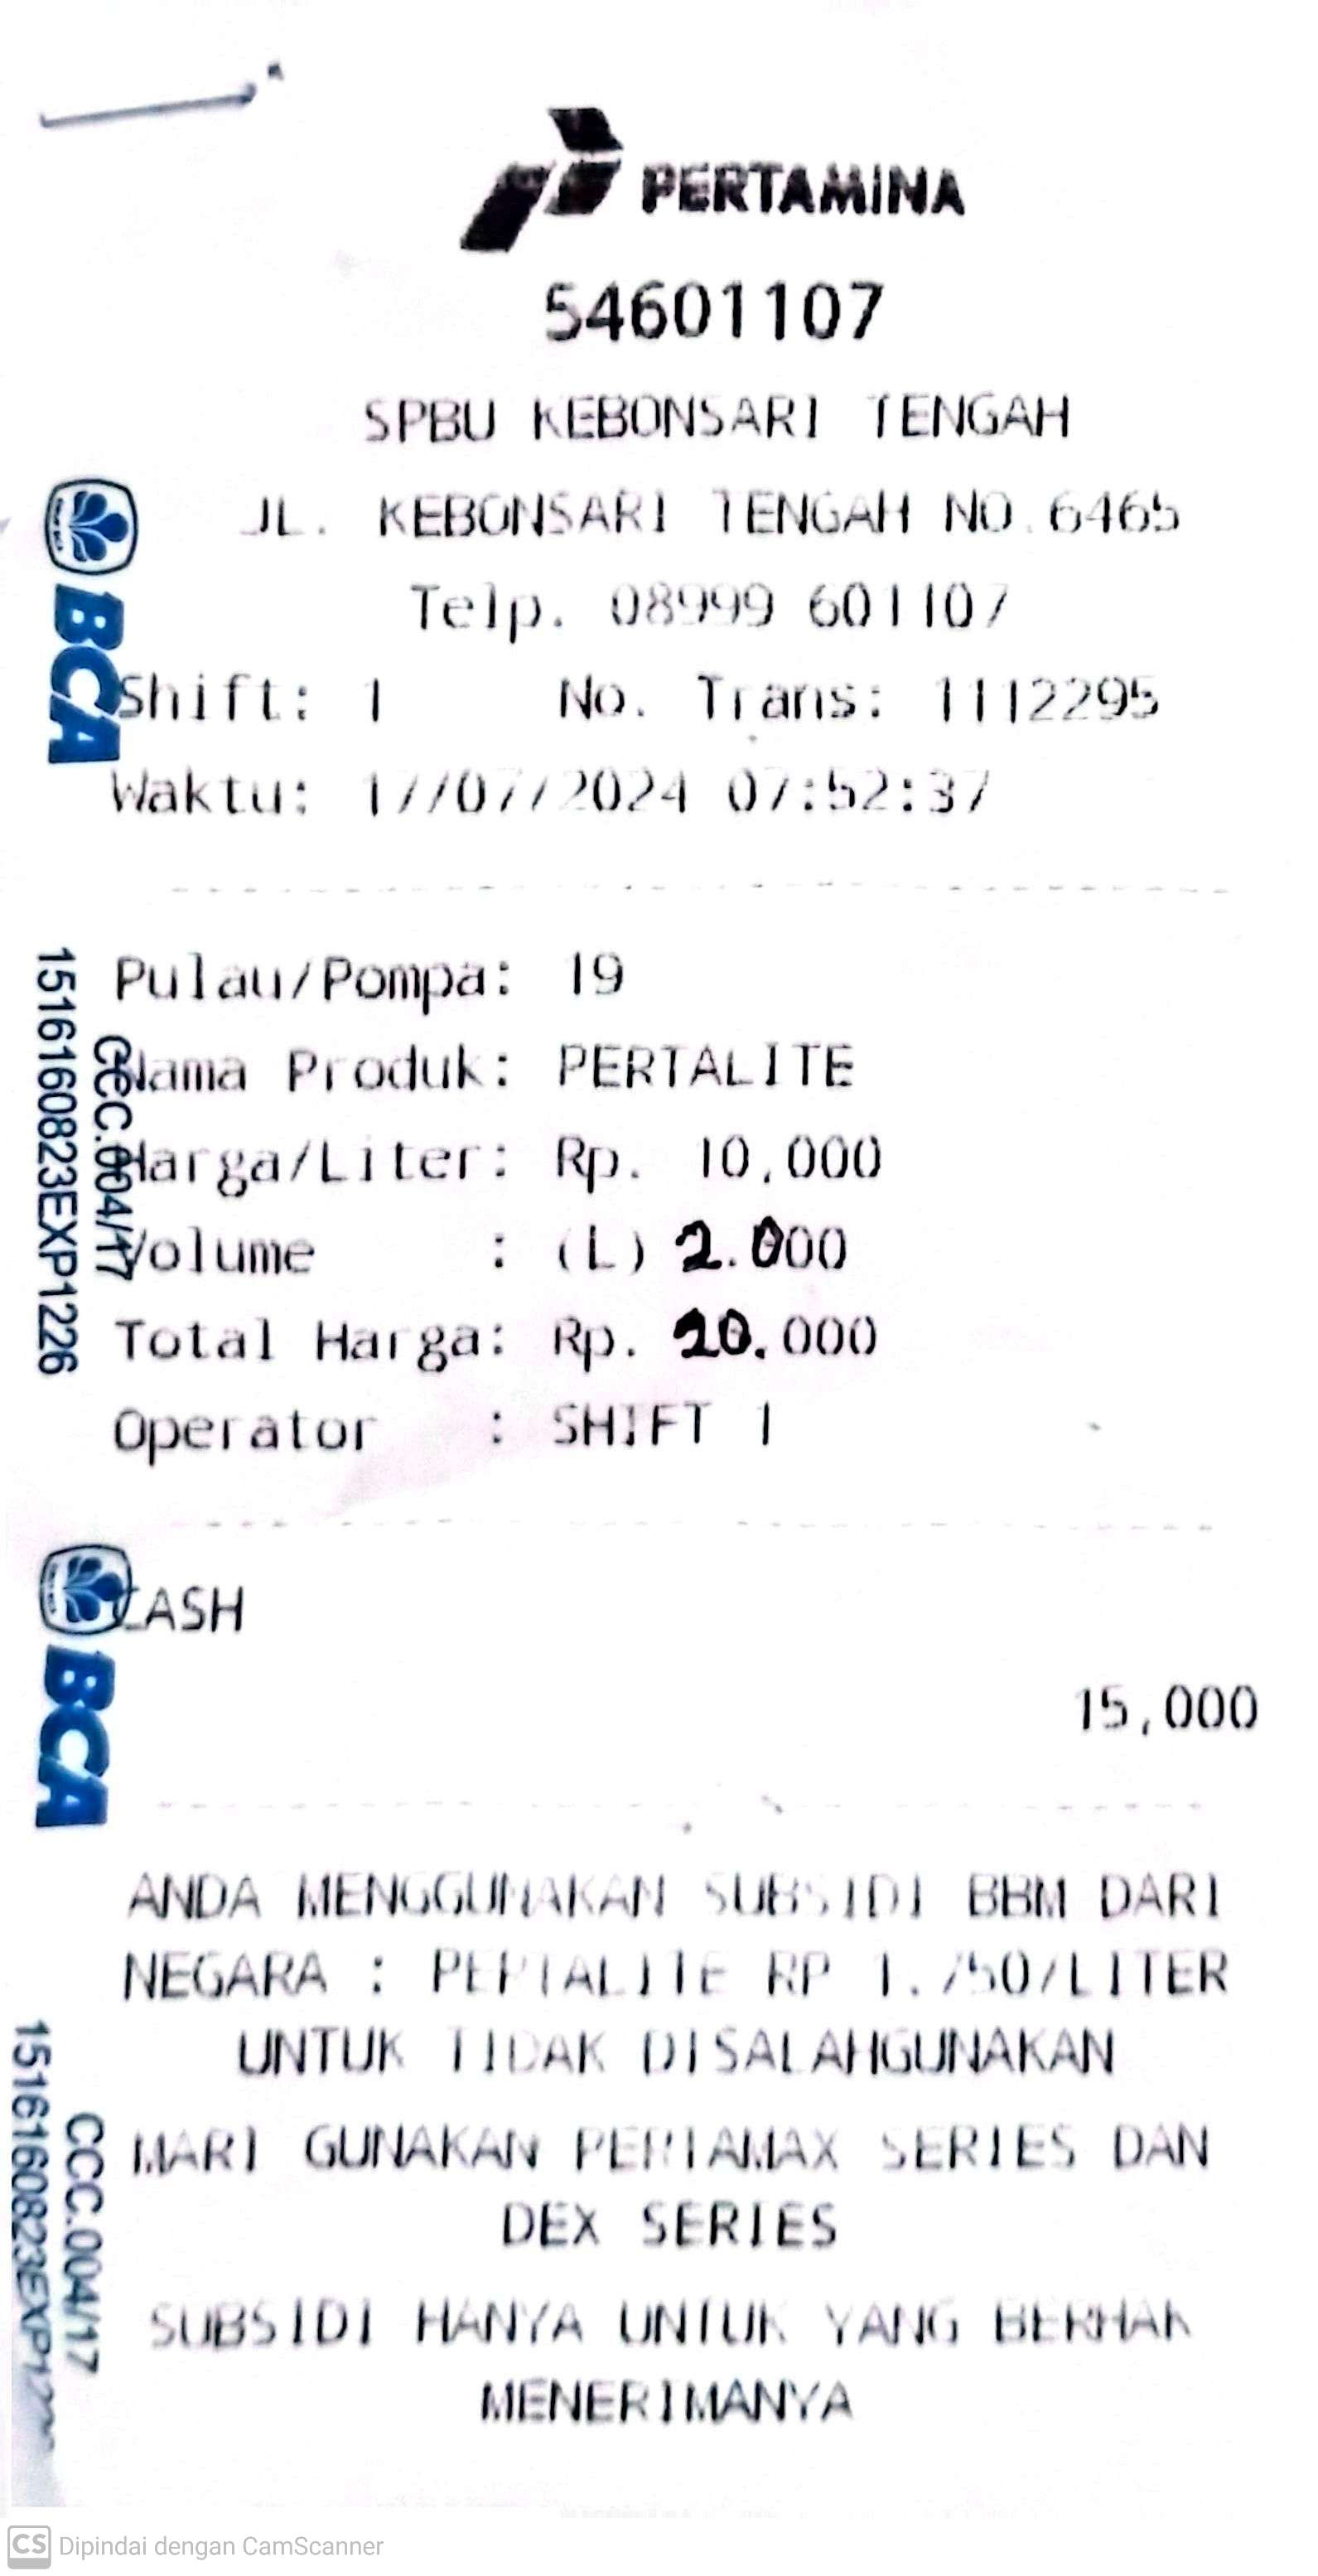 PERTAMINA
54601107
SPBU KEBONSARI TENGAH
JL. KEBONSARI TENGAH NO.6465
Telp. 08999 601107
Shift: 1 No. Trans: 1112295
Waktu: 17/07/2024 07:52:37
Pulau/Pompa: 19
Nama Produk: PERTALITE
Harga/Liter: Rp. 10,000
Volume : (L) 2.000
Total Harga: Rp. 20.000
Operator : SHIFT 1
CASH
15,000
ANDA MENGGUNAKAN SUBSIDI BBM DARI
NEGARA : PERTALITE RP 1.750/LITER
UNTUK TIDAK DISALAHGUNAKAN
MARI GUNAKAN PERTAMAX SERIES DAN
DEX SERIES
SUBSIDI HANYA UNTUK YANG BERHAK
MENERIMANYA
BCA
CCC.004/17
1516160823EXP1226
BCA
CCC.004/17
CS Dipindai dengan CamScanner